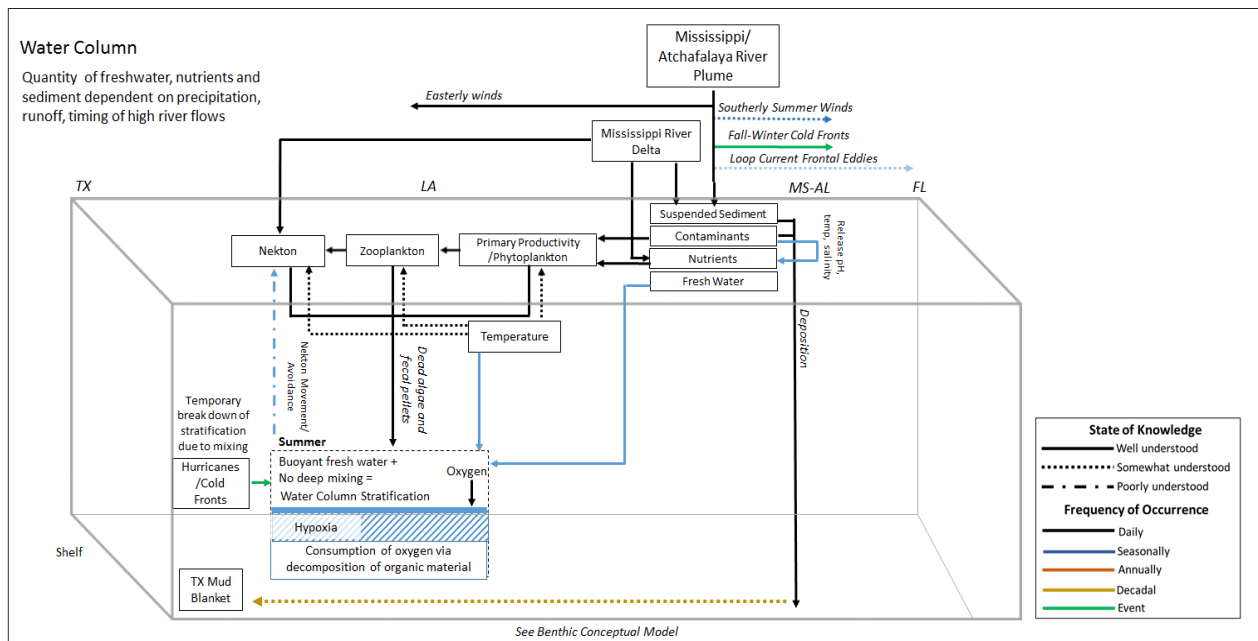 Water Column
Quantity of freshwater, nutrients and
sediment dependent on precipitation,
runoff, timing of high river flows
Mississippi/
Atchafalaya River
Plume
Easterly winds
Southerly Summer Winds
Fall-Winter Cold Fronts
Loop Current Frontal Eddies
Mississippi River
Delta
TX
LA
MS-AL
FL
Suspended Sediment
Contaminants
Nutrients
Fresh Water
Release pH,
temp, salinity
Nekton
Zooplankton
Primary Productivity
/Phytoplankton
Temperature
Deposition
Nekton Movement/
Avoidance
Dead algae and
fecal pellets
Temporary
break down of
stratification
due to mixing
Hurricanes
/Cold
Fronts
Summer
Buoyant fresh water +
No deep mixing =
Water Column Stratification
Oxygen
Hypoxia
Consumption of oxygen via
decomposition of organic material
Shelf
TX Mud
Blanket
See Benthic Conceptual Model
State of Knowledge
Well understood
Somewhat understood
Poorly understood
Frequency of Occurrence
Daily
Seasonally
Annually
Decadal
Event